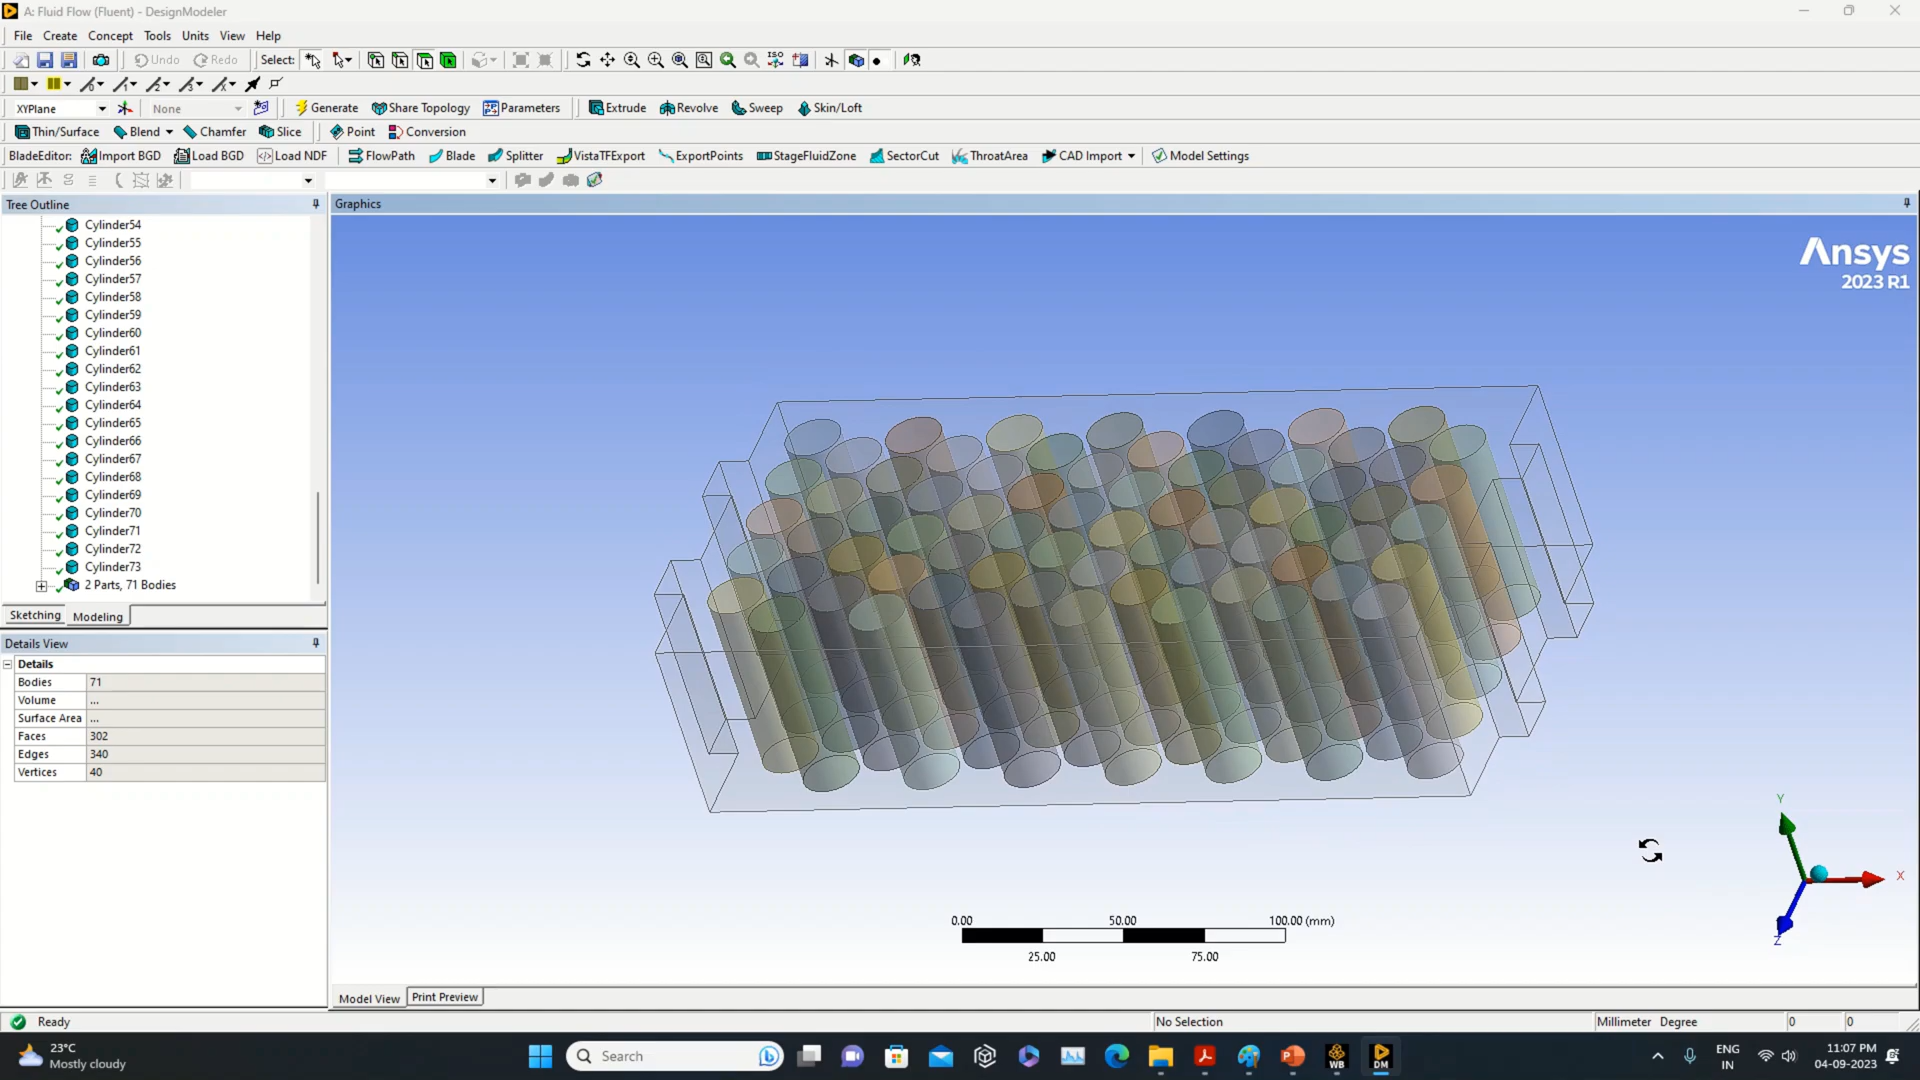 A: Fluid Flow (Fluent) - DesignModeler
File Create Concept Tools Units View Help
Undo Redo Select:
XYPlane None Generate Share Topology Parameters Extrude Revolve Sweep Skin/Loft
Thin/Surface Blend Chamfer Slice Point Conversion
BladeEditor: Import BGD Load BGD Load NDF FlowPath Blade Splitter VistaTFExport ExportPoints StageFluidZone SectorCut ThroatArea CAD Import Model Settings
Tree Outline
Cylinder54
Cylinder55
Cylinder56
Cylinder57
Cylinder58
Cylinder59
Cylinder60
Cylinder61
Cylinder62
Cylinder63
Cylinder64
Cylinder65
Cylinder66
Cylinder67
Cylinder68
Cylinder69
Cylinder70
Cylinder71
Cylinder72
Cylinder73
2 Parts, 71 Bodies
Sketching Modeling
Details View
Details
Bodies 71
Volume ...
Surface Area ...
Faces 302
Edges 340
Vertices 40
Graphics
Ansys
2023 R1
Y
X
Z
0.00 50.00 100.00 (mm)
25.00 75.00
Model View Print Preview
Ready No Selection Millimeter Degree 0 0
23°C
Mostly cloudy
Search
WB
DM
ENG
IN
11:07 PM
04-09-2023